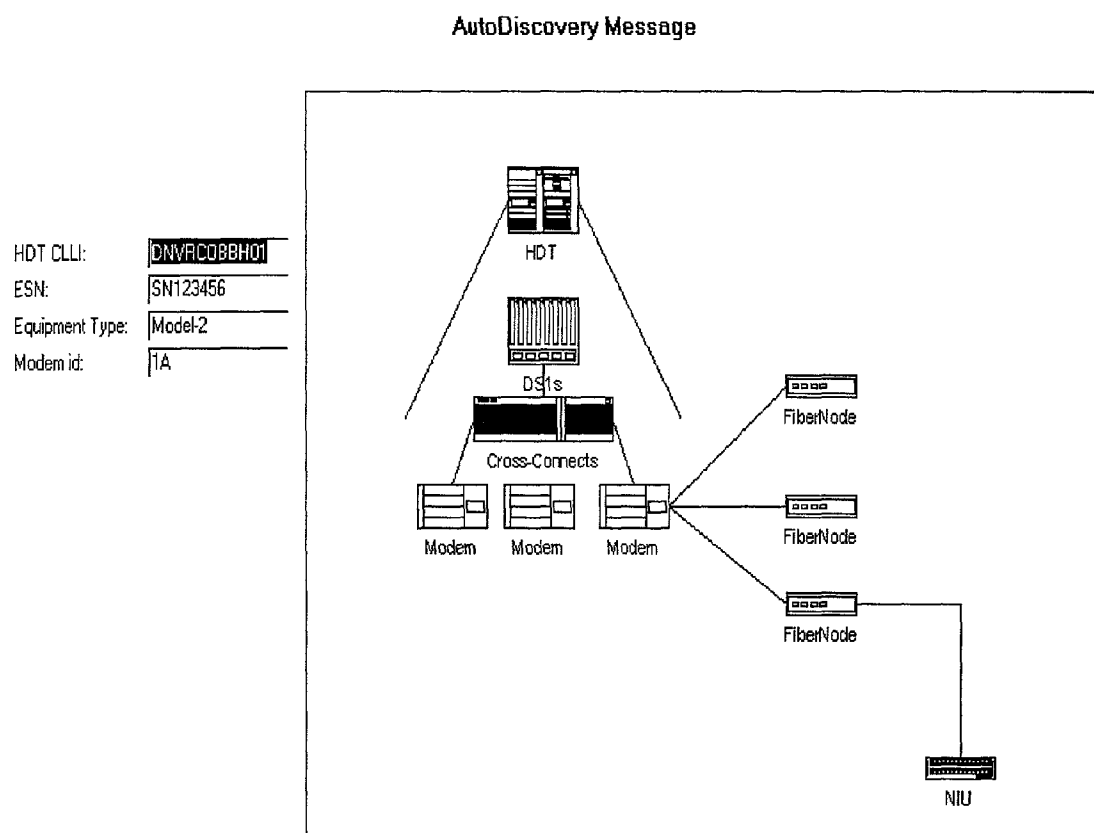 AutoDiscovery Message
HDT CLLI: DNVRCOBBH01
ESN: SN123456
Equipment Type: Model-2
Modem id: 1A
HDT
DS1s
Cross-Connects
Modem Modem Modem
FiberNode
FiberNode
FiberNode
NIU